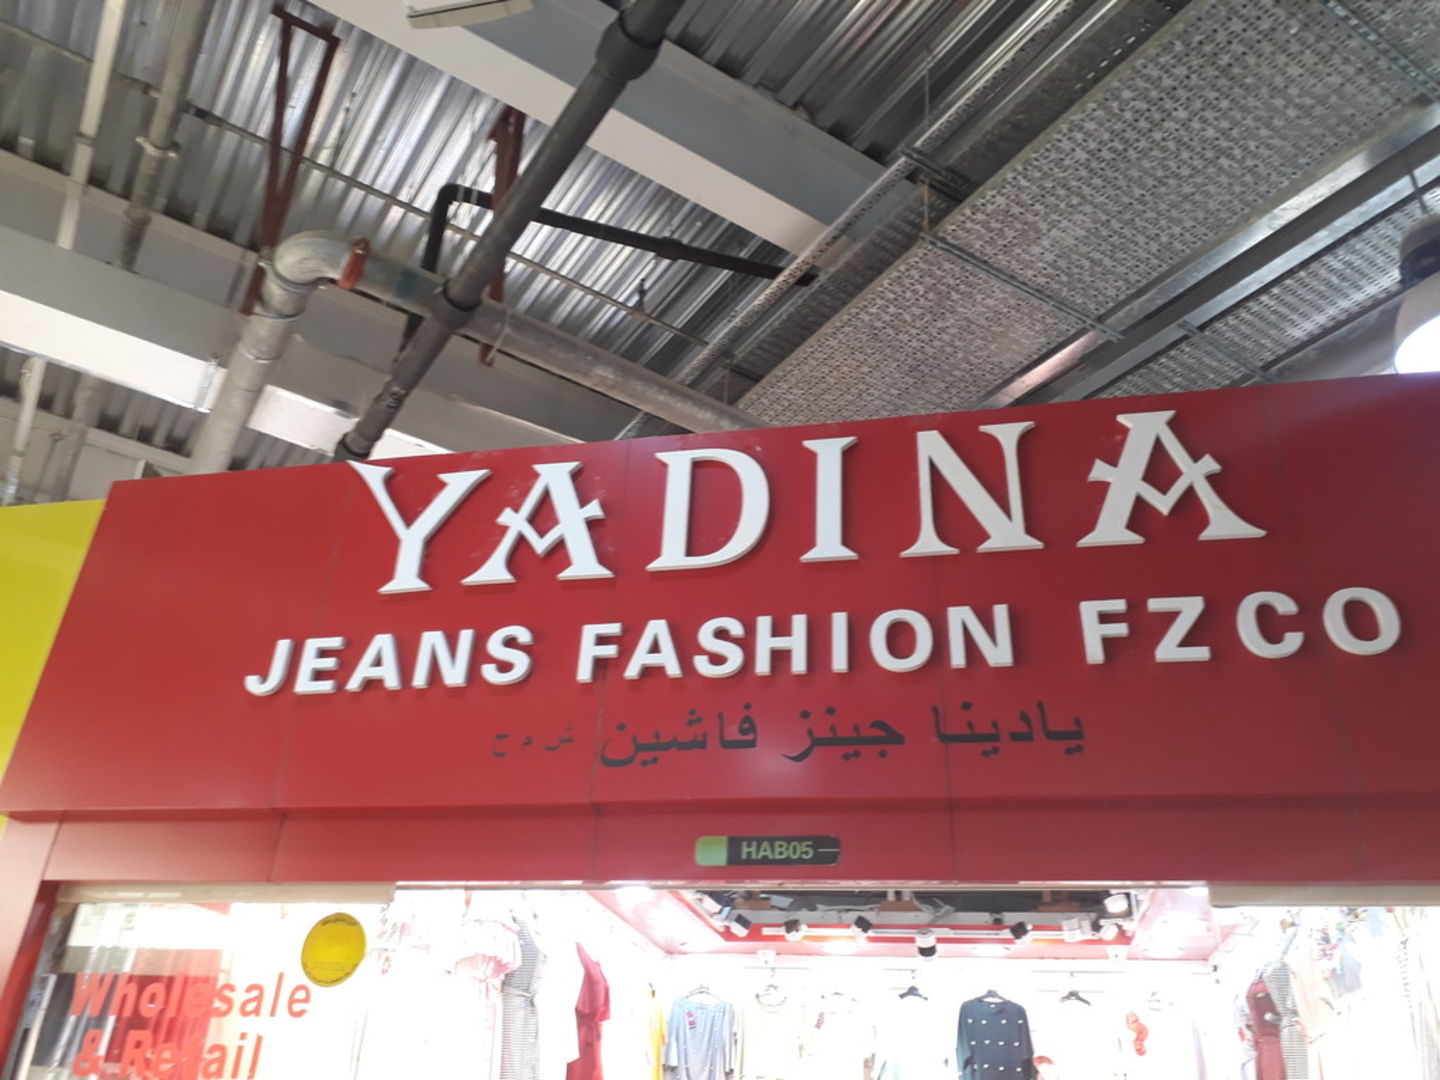 YADINA
JEANS FASHION FZCO
يادينا جينز فاشين ش م ح
HAB05
Wholesale
& Retail